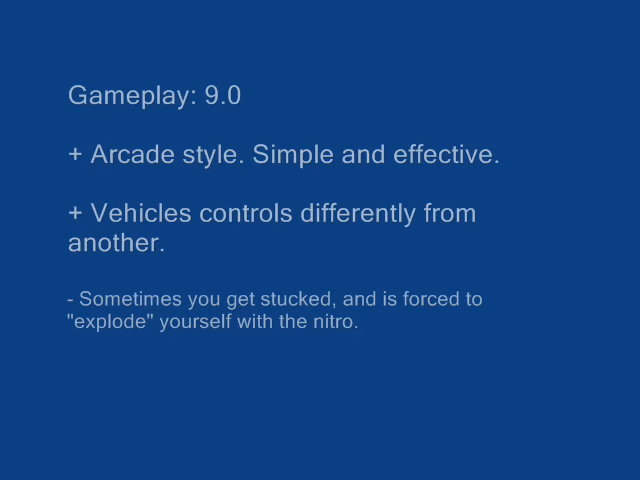 Gameplay: 9.0
+ Arcade style. Simple and effective.
+ Vehicles controls differently from
another.
- Sometimes you get stucked, and is forced to
"explode" yourself with the nitro.